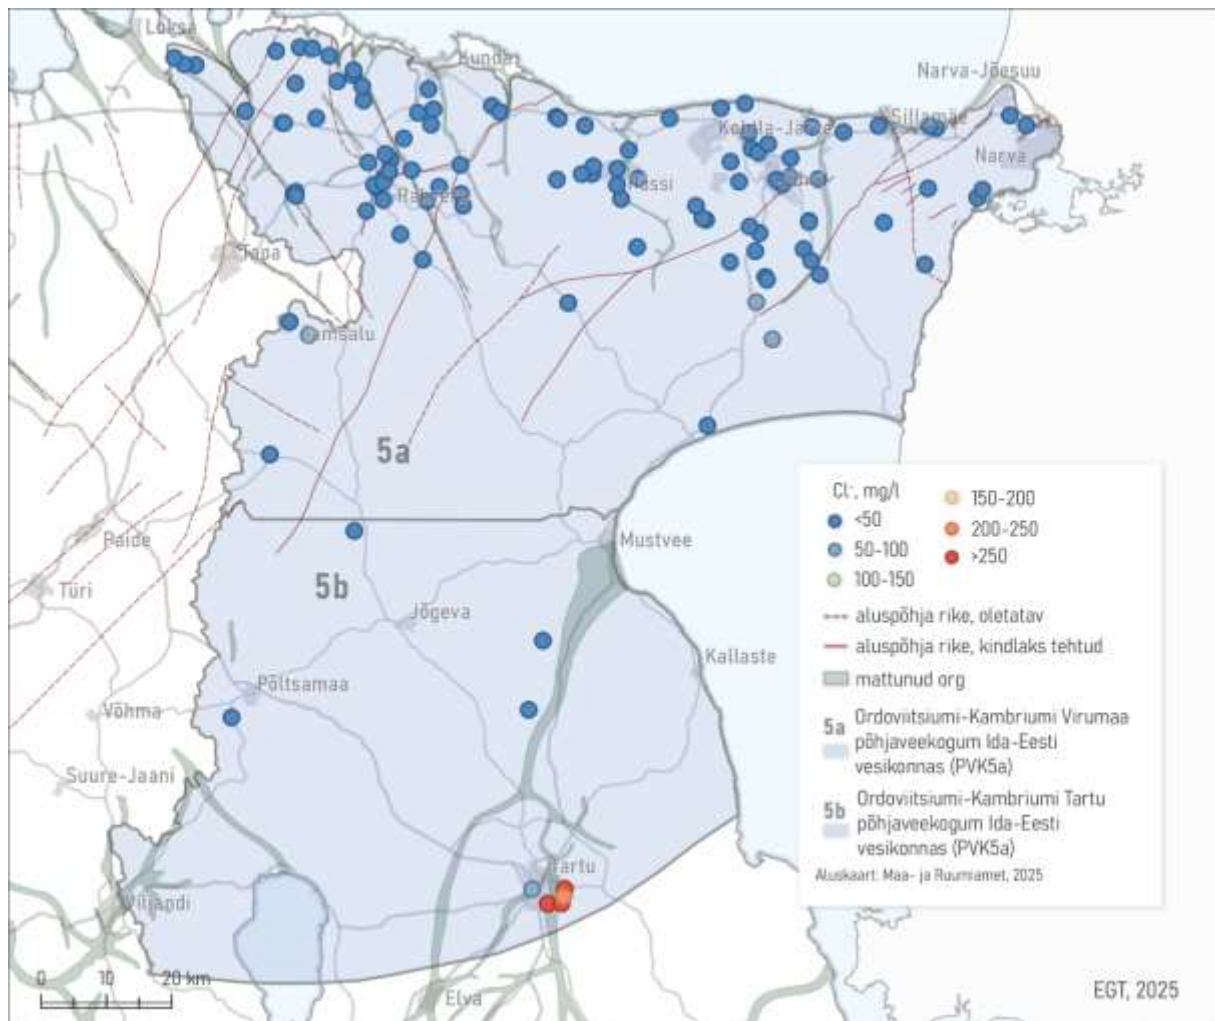 Loksa
Kunda
Narva-Jõesuu
Kohtla-Järve
Sillamäe
Narva
Püssi
Rakvere
Tapa
Tamsalu
5a
Cl⁻, mg/l
<50
50-100
100-150
150-200
200-250
>250
Paide
Mustvee
Türi
5b
Jõgeva
aluspõhja rike, oletatav
aluspõhja rike, kindlaks tehtud
Kallaste
mattunud org
Põltsamaa
Võhma
5a
Ordoviitsiumi-Kambriumi Virumaa
põhjaveekogum Ida-Eesti
vesikonnas (PVK5a)
Suure-Jaani
5b
Ordoviitsiumi-Kambriumi Tartu
põhjaveekogum Ida-Eesti
vesikonnas (PVK5a)
Tartu
Aluskaart: Maa- ja Ruumiamet, 2025
Viljandi
0 10 20 km
Elva
EGT, 2025